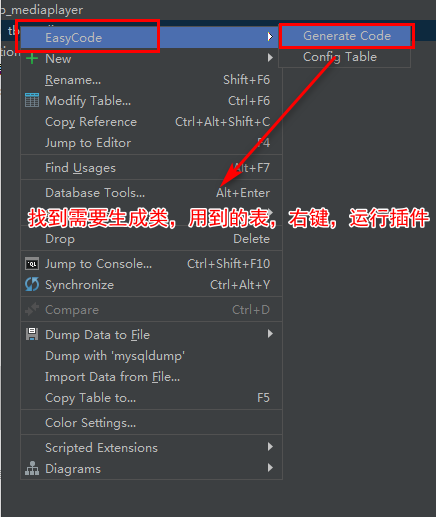 o_mediaplayer
tb
EasyCode
Generate Code
tion
New
Config Table
Rename... Shift+F6
Modify Table... Ctrl+F6
Copy Reference Ctrl+Alt+Shift+C
Jump to Editor F4
Find Usages Alt+F7
Database Tools... Alt+Enter
找到需要生成类，用到的表，右键，运行插件
Drop Delete
Jump to Console... Ctrl+Shift+F10
Synchronize Ctrl+Alt+Y
Compare Ctrl+D
Dump Data to File
Dump with 'mysqldump'
Import Data from File...
Copy Table to... F5
Color Settings...
Scripted Extensions
Diagrams